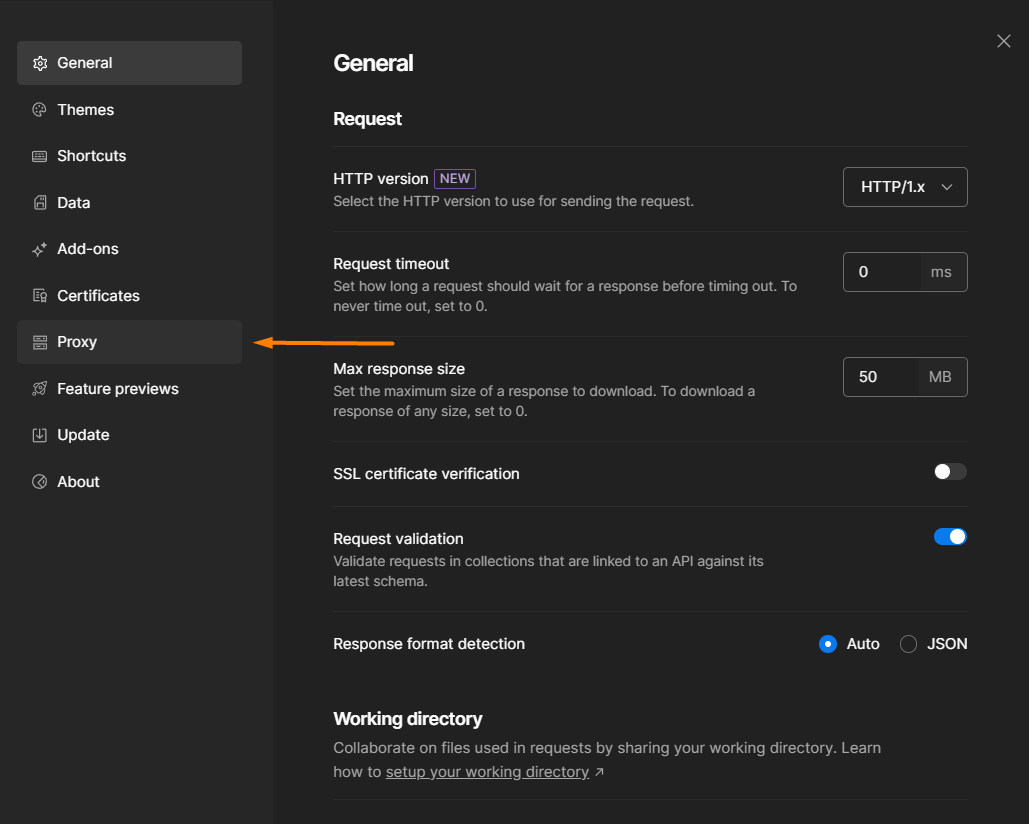 General
Themes
Shortcuts
Data
Add-ons
Certificates
Proxy
Feature previews
Update
About
General
Request
HTTP version NEW
Select the HTTP version to use for sending the request.
HTTP/1.x
Request timeout
Set how long a request should wait for a response before timing out. To
never time out, set to 0.
0 ms
Max response size
Set the maximum size of a response to download. To download a
response of any size, set to 0.
50 MB
SSL certificate verification
Request validation
Validate requests in collections that are linked to an API against its
latest schema.
Response format detection
Auto JSON
Working directory
Collaborate on files used in requests by sharing your working directory. Learn
how to setup your working directory ↗